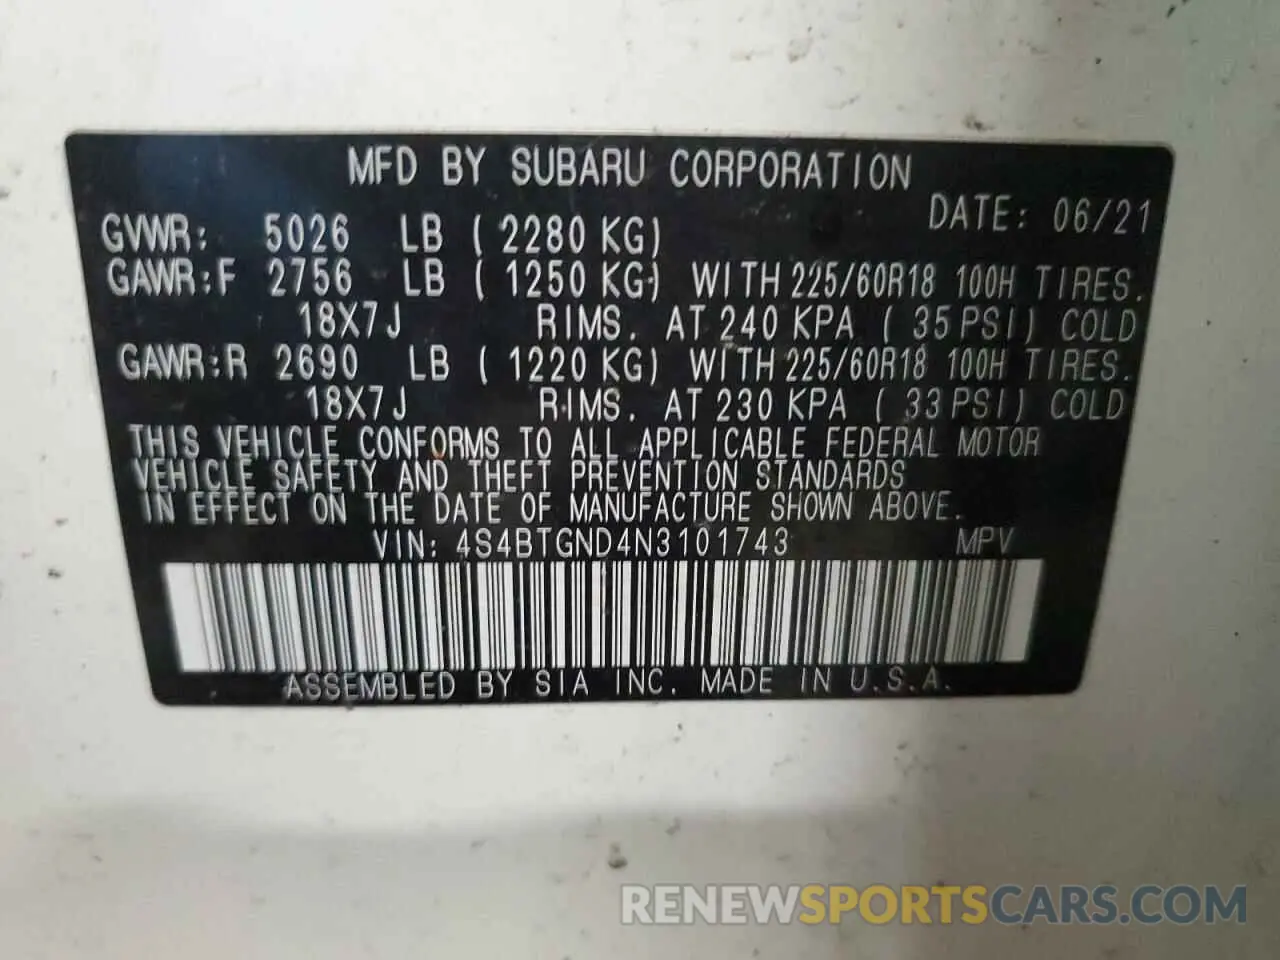 MFD BY SUBARU CORPORATION
DATE: 06/21
GVWR: 5026 LB ( 2280 KG)
GAWR:F 2756 LB ( 1250 KG) WITH 225/60R18 100H TIRES.
18X7J RIMS. AT 240 KPA ( 35 PSI) COLD
GAWR:R 2690 LB ( 1220 KG) WITH 225/60R18 100H TIRES.
18X7J RIMS. AT 230 KPA ( 33 PSI) COLD
THIS VEHICLE CONFORMS TO ALL APPLICABLE FEDERAL MOTOR
VEHICLE SAFETY AND THEFT PREVENTION STANDARDS
IN EFFECT ON THE DATE OF MANUFACTURE SHOWN ABOVE.
VIN: 4S4BTGND4N3101743 MPV
ASSEMBLED BY SIA INC. MADE IN U.S.A.
RENEWSPORTSCARS.COM